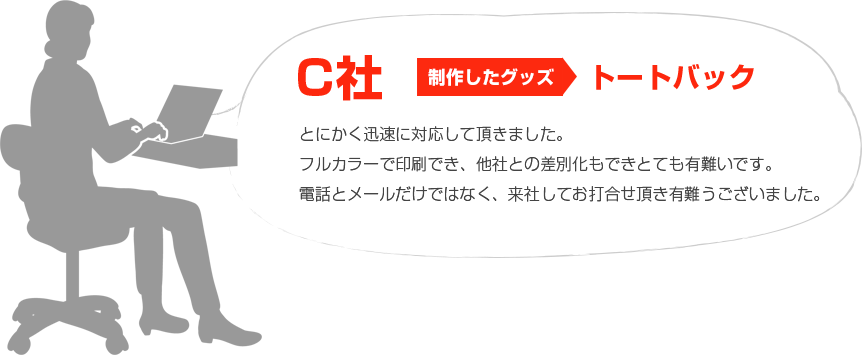 C社 制作したグッズ トートバック
とにかく迅速に対応して頂きました。
フルカラーで印刷でき、他社との差別化もできとても有難いです。
電話とメールだけではなく、来社してお打合せ頂き有難うございました。